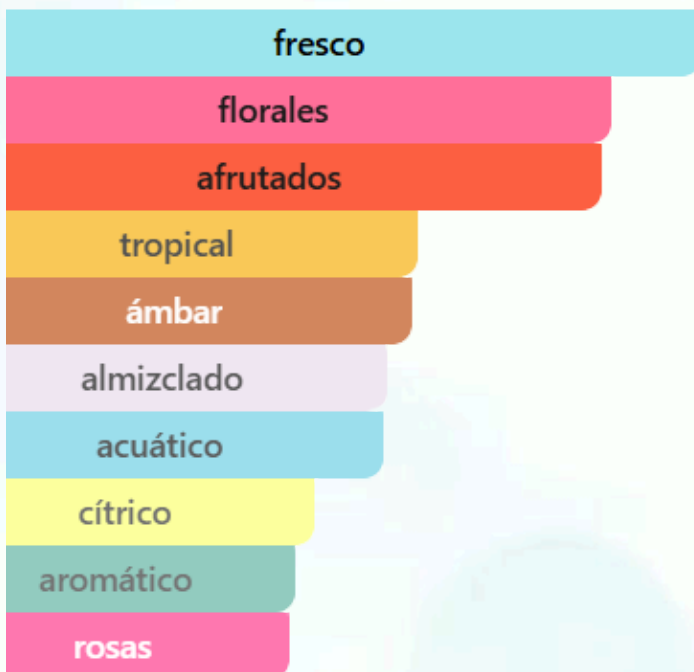 fresco
florales
afrutados
tropical
ámbar
almizclado
acuático
cítrico
aromático
rosas